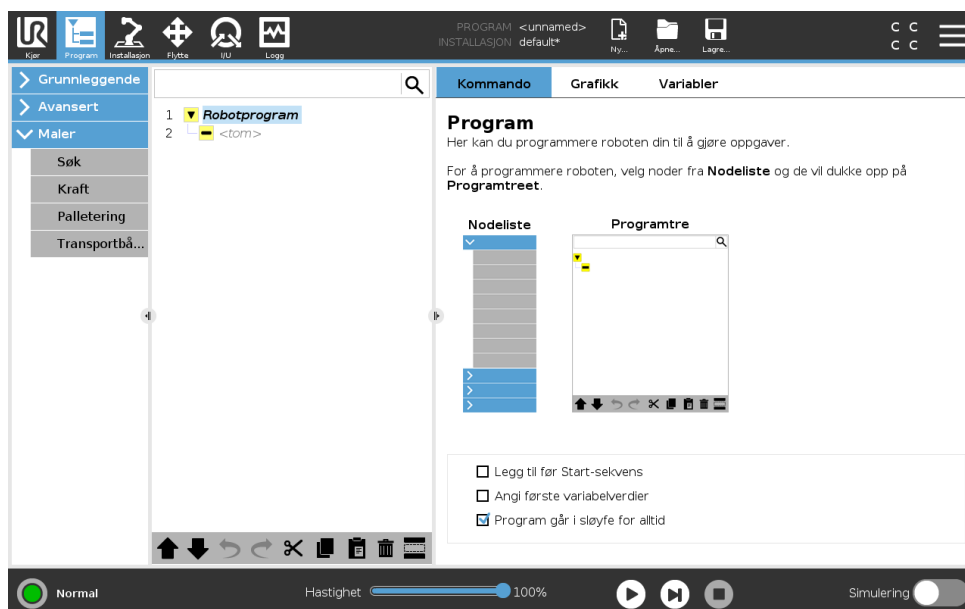 UR
PROGRAM <unnamed>
INSTALLASJON default*
Kjør
Program
Installasjon
Flytte
I/U
Logg
Ny...
Åpne...
Lagre...
C C
C C
Grunnleggende
Avansert
Maler
Søk
Kraft
Palletering
Transportbå...
1 Robotprogram
2 <tom>
Kommando
Grafikk
Variabler
Program
Her kan du programmere roboten din til å gjøre oppgaver.
For å programmere roboten, velg noder fra Nodeliste og de vil dukke opp på
Programtreet.
Nodeliste
Programtre
Legg til før Start-sekvens
Angi første variabelverdier
Program går i sløyfe for alltid
Normal
Hastighet
100%
Simulering